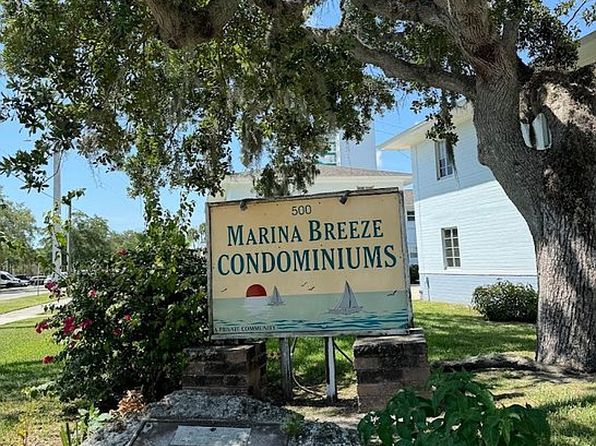 500
MARINA BREEZE
CONDOMINIUMS
A PRIVATE COMMUNITY